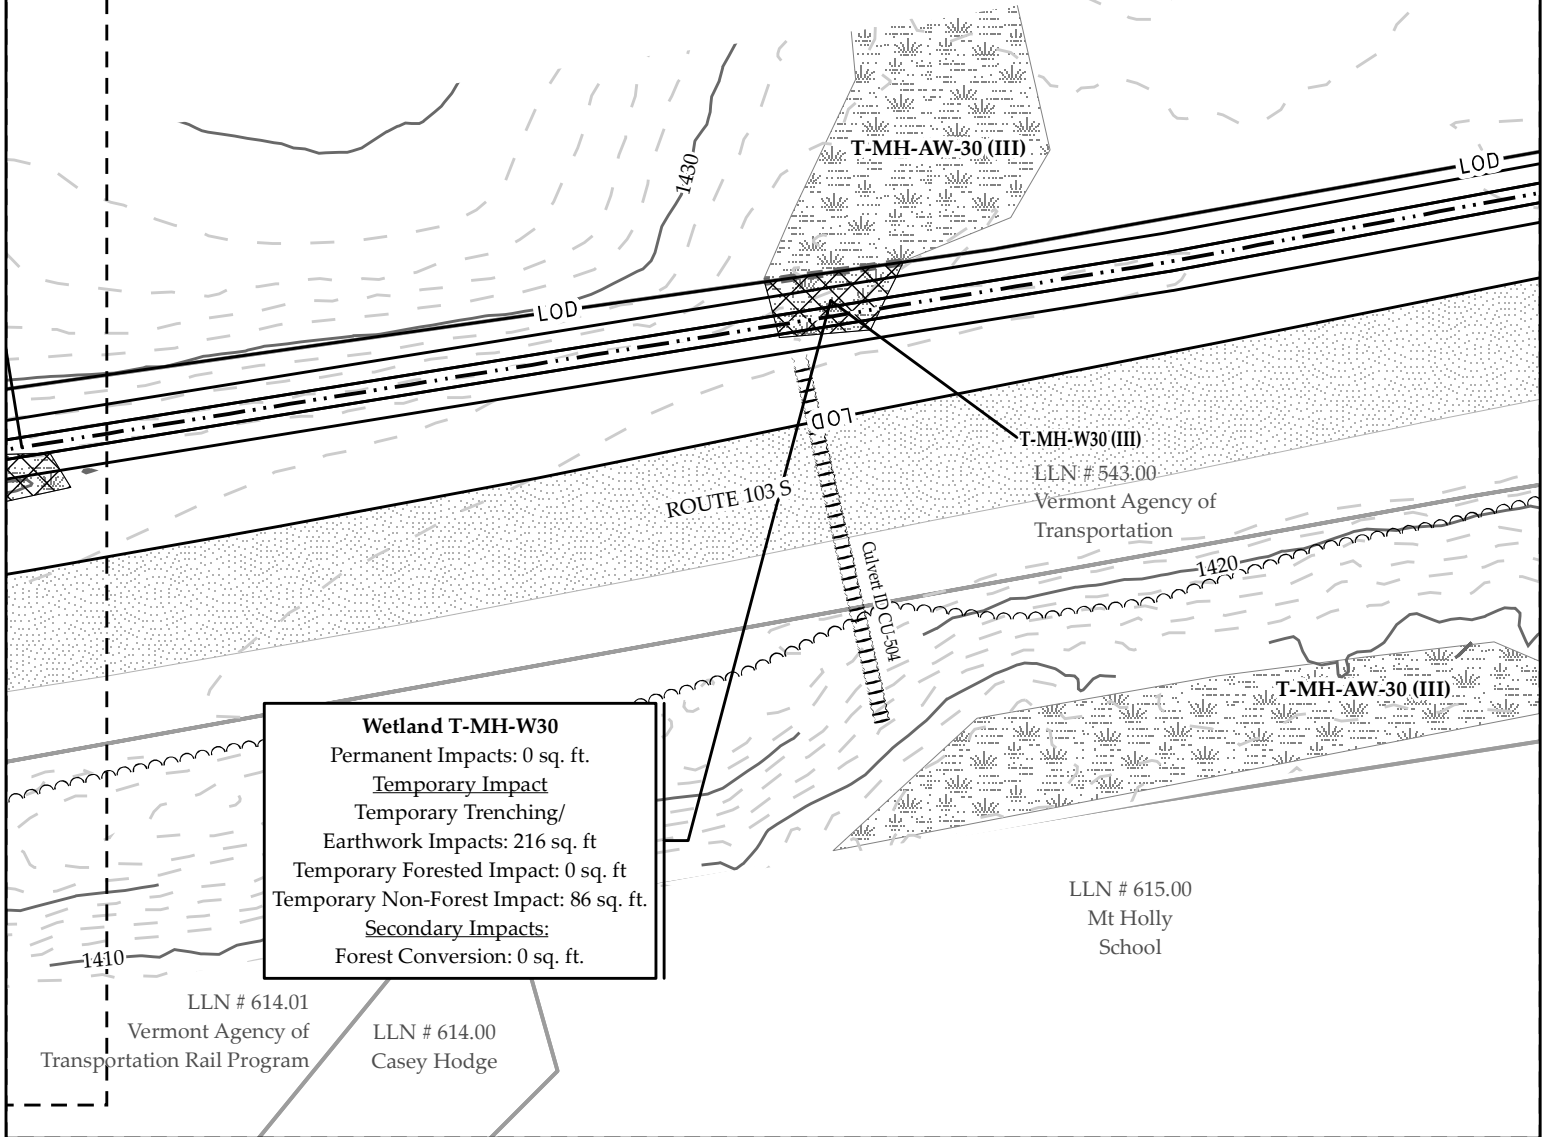 T-MH-AW-30 (III)
LOD
1430
LOD
LOD
T-MH-W30 (III)
LLN # 543.00
Vermont Agency of
Transportation
ROUTE 103 S
Culvert ID CU-504
1420
T-MH-AW-30 (III)
Wetland T-MH-W30
Permanent Impacts: 0 sq. ft.
Temporary Impact
Temporary Trenching/
Earthwork Impacts: 216 sq. ft
Temporary Forested Impact: 0 sq. ft
Temporary Non-Forest Impact: 86 sq. ft.
Secondary Impacts:
Forest Conversion: 0 sq. ft.
LLN # 615.00
Mt Holly
School
1410
LLN # 614.01
Vermont Agency of
Transportation Rail Program
LLN # 614.00
Casey Hodge